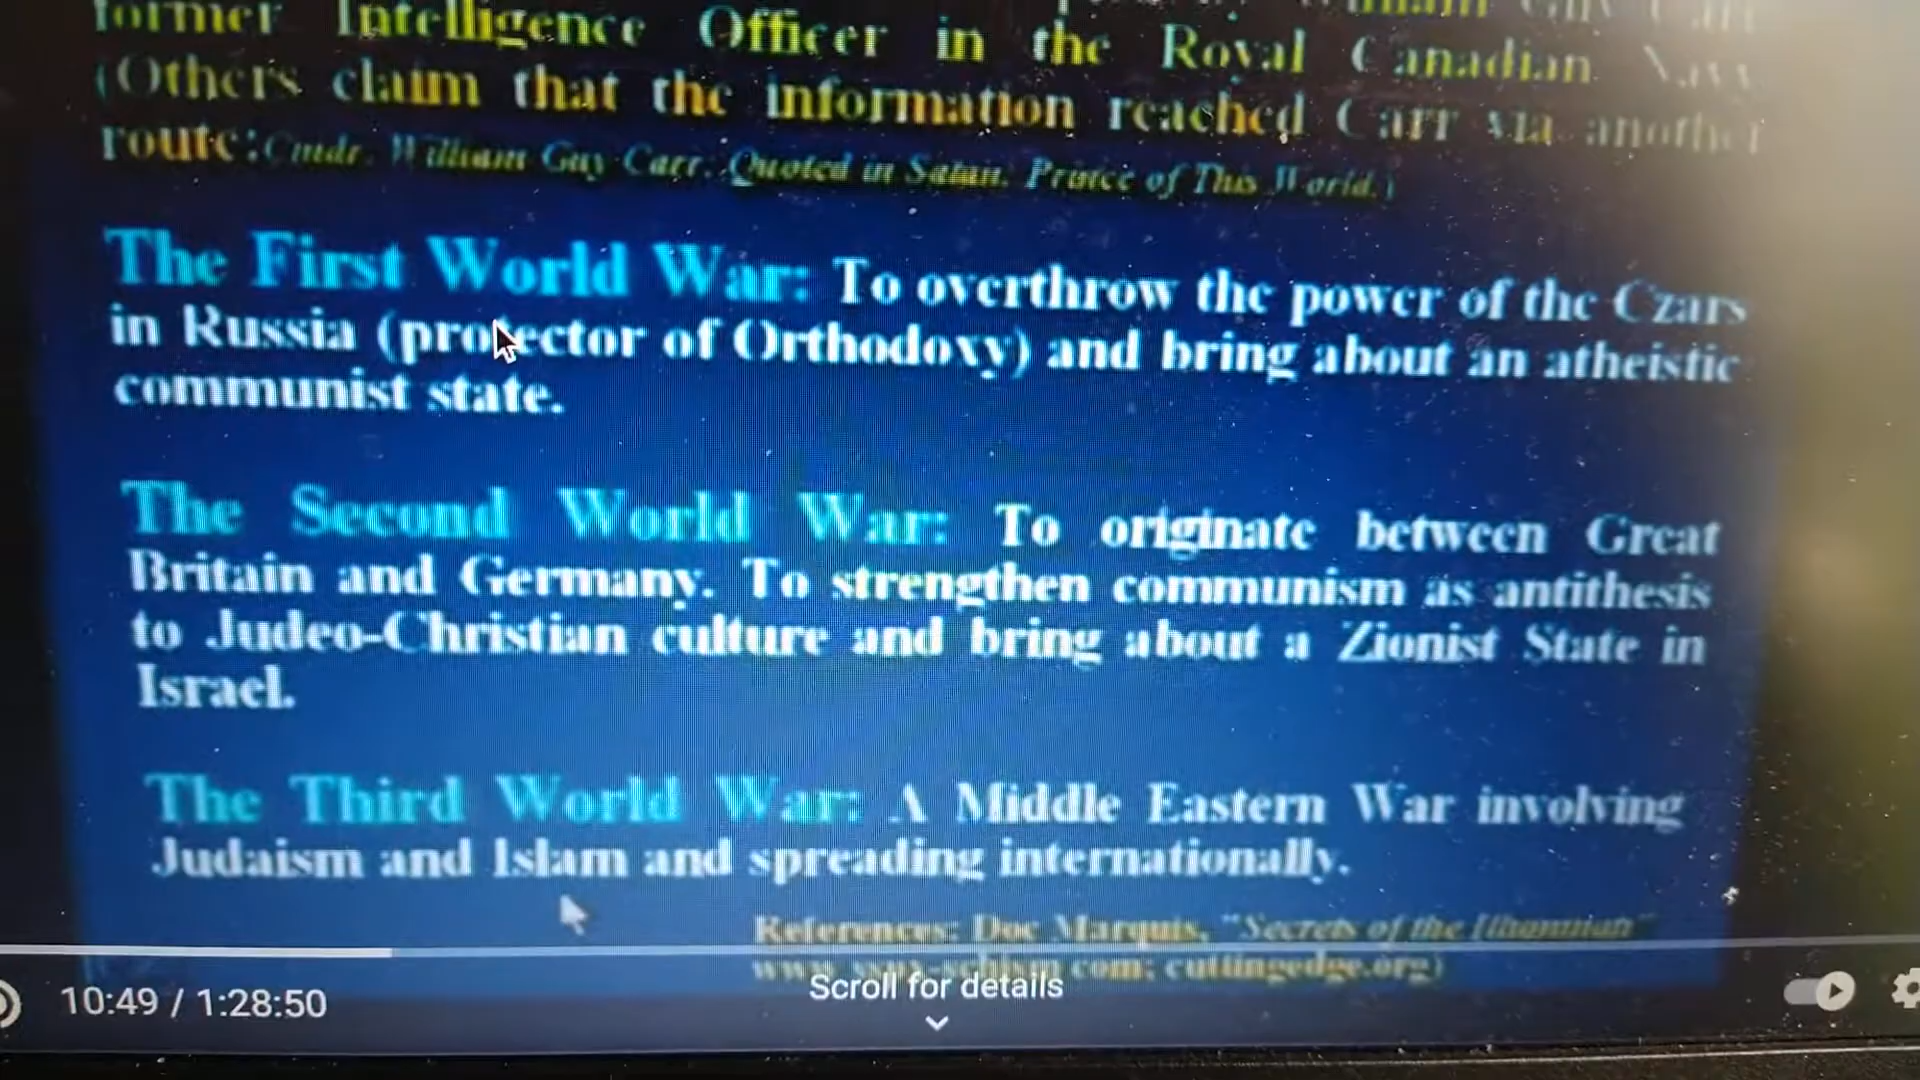 former Intelligence Officer in the Royal Canadian Navy
(Others claim that the information reached Carr via another
route: Cmdr. William Guy Carr, Quoted in Satan, Prince of This World.)
The First World War: To overthrow the power of the Czars
in Russia (protector of Orthodoxy) and bring about an atheistic
communist state.
The Second World War: To originate between Great
Britain and Germany. To strengthen communism as antithesis
to Judeo-Christian culture and bring about a Zionist State in
Israel.
The Third World War: A Middle Eastern War involving
Judaism and Islam and spreading internationally.
References: Doc Marquis, "Secrets of the
com; cuttingedge.org)
10:49 / 1:28:50
Scroll for details